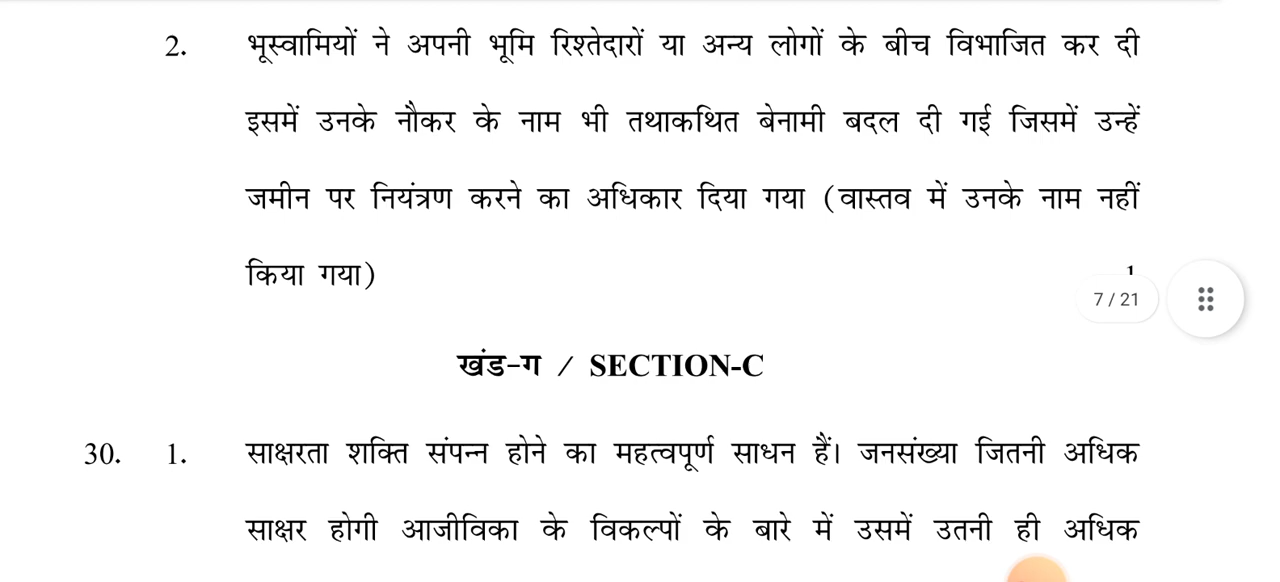 2. भूस्वामियों ने अपनी भूमि रिश्तेदारों या अन्य लोगों के बीच विभाजित कर दी
इसमें उनके नौकर के नाम भी तथाकथित बेनामी बदल दी गई जिसमें उन्हें
जमीन पर नियंत्रण करने का अधिकार दिया गया (वास्तव में उनके नाम नहीं
किया गया) 1
7 / 21
खंड-ग / SECTION-C
30. 1. साक्षरता शक्ति संपन्न होने का महत्वपूर्ण साधन हैं। जनसंख्या जितनी अधिक
साक्षर होगी आजीविका के विकल्पों के बारे में उसमें उतनी ही अधिक